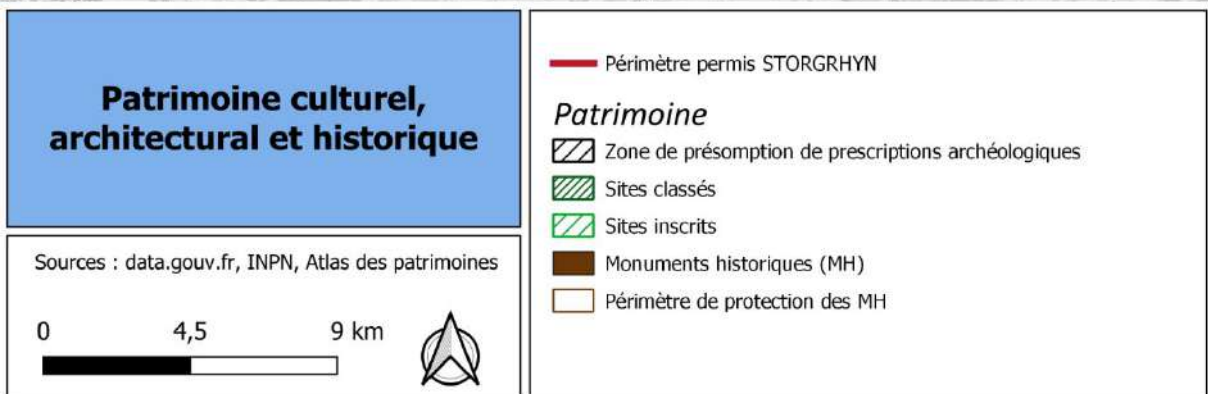 Patrimoine culturel,
architectural et historique
Sources : data.gouv.fr, INPN, Atlas des patrimoines
0 4,5 9 km
Périmètre permis STORGRHYN
Patrimoine
Zone de présomption de prescriptions archéologiques
Sites classés
Sites inscrits
Monuments historiques (MH)
Périmètre de protection des MH